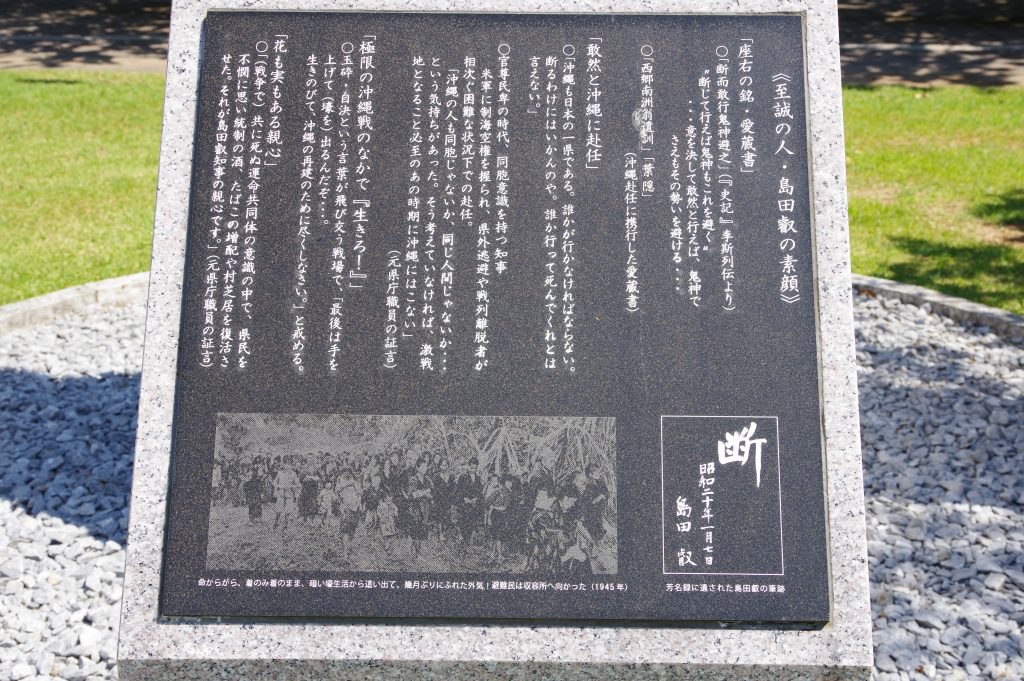 《至誠の人・島田叡の素顔》
「座右の銘・愛蔵書」
○「断而敢行鬼神避之」(『史記』李斯列伝より)
“断じて行えば鬼神もこれを避く”
・・・意を決して敢然と行えば、鬼神で
さえもその勢いを避ける・・・
○「西郷南洲翁遺訓」「葉隠」
(沖縄赴任に携行した愛蔵書)
「敢然と沖縄に赴任」
○「沖縄も日本の一県である。誰かが行かなければならない。
断るわけにはいかんのや。誰か行って死んでくれとは
言えない。」
○官尊民卑の時代、同胞意識を持つ知事
米軍に制海空権を握られ、県外逃避や戦列離脱者が
相次ぐ困難な状況下での赴任。
「沖縄の人も同胞じゃないか、同じ人間じゃないか・・・
という気持ちがあった。そう考えていなければ、激戦
地となること必至のあの時期に沖縄にはこない」
(元県庁職員の証言)
「極限の沖縄戦のなかで『生きろ!』」
○玉砕・自決という言葉が飛び交う戦場で、「最後は手を
上げて(壕を)出るんだぞ・・・。
生きのびて、沖縄の再建のために尽くしなさい。」と戒める。
「花も実もある親心」
○「(戦争で)共に死ぬ運命共同体の意識の中で、県民を
不憫に思い統制の酒、たばこの増配や村芝居を復活さ
せた。それが島田叡知事の親心です。」(元県庁職員の証言)
断
昭和二十年一月七日
島田 叡
芳名録に遺された島田叡の筆跡
命からがら、着のみ着のまま、暗い壕生活から這い出て、幾月ぶりにふれた外気!避難民は収容所へ向かった(1945年)